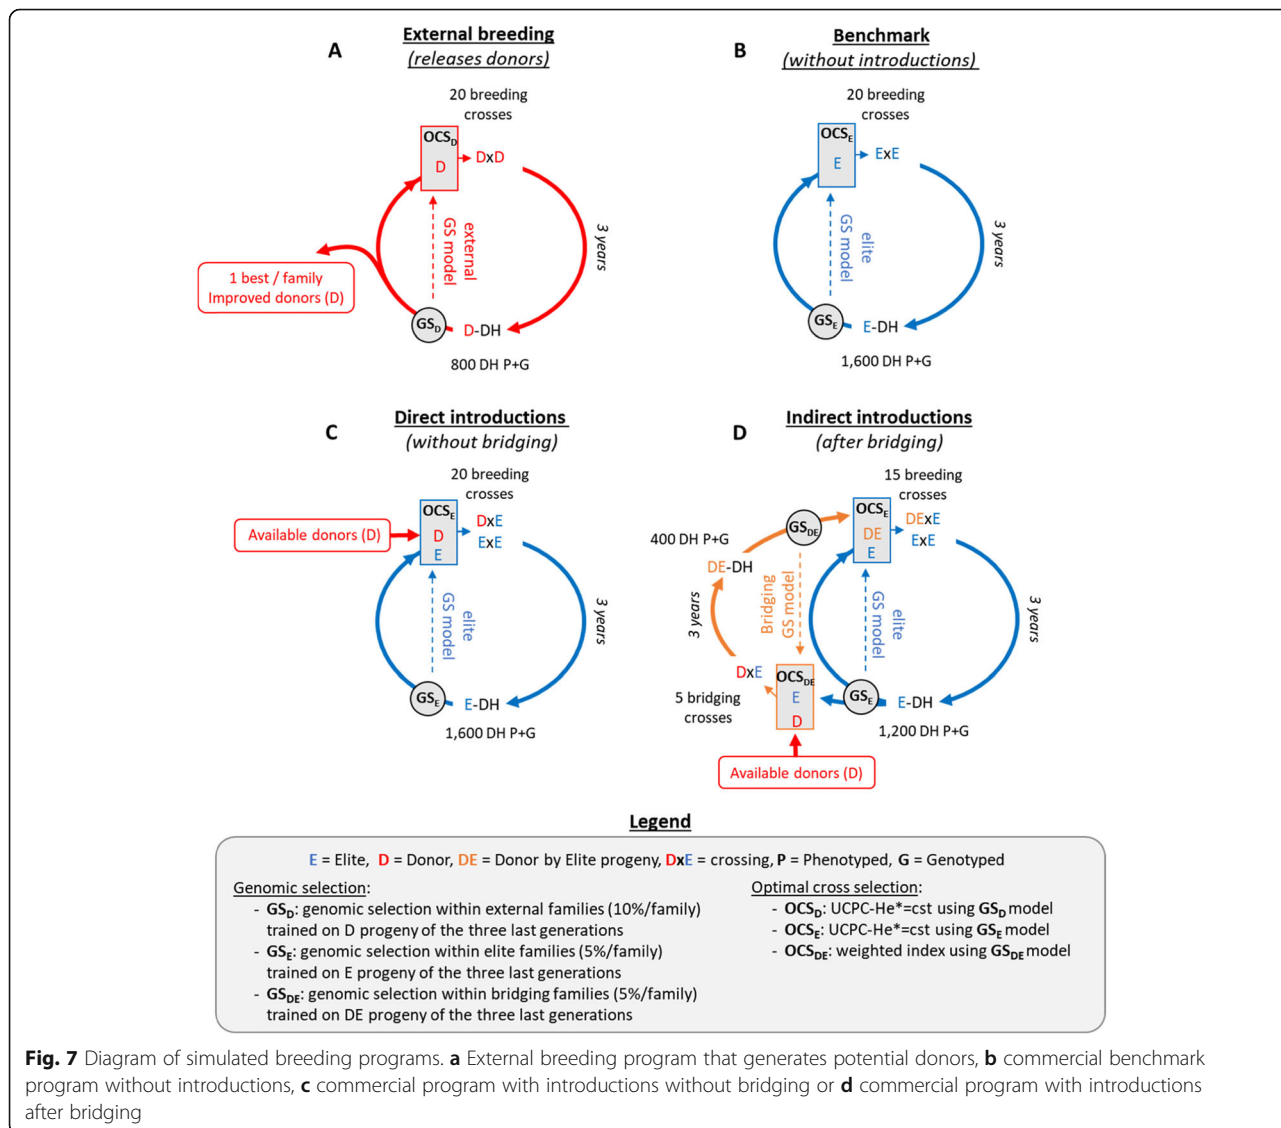 A
External breeding
(releases donors)
20 breeding
crosses
OCSD
D
DxD
external
GS model
3 years
1 best / family
Improved donors (D)
GSD
D-DH
800 DH P+G
B
Benchmark
(without introductions)
20 breeding
crosses
OCSE
E
ExE
elite
GS model
3 years
GSE
E-DH
1,600 DH P+G
C
Direct introductions
(without bridging)
20 breeding
crosses
Available donors (D)
OCSE
D
E
DxE
ExE
elite
GS model
3 years
GSE
E-DH
1,600 DH P+G
D
Indirect introductions
(after bridging)
15 breeding
crosses
400 DH P+G
GSDE
OCSE
DE
E
DExE
ExE
DE-DH
Bridging
GS model
elite
GS model
3 years
3 years
DxE
OCSDE
E
D
5 bridging
crosses
GSE
E-DH
1,200 DH P+G
Available donors (D)
Legend
E = Elite, D = Donor, DE = Donor by Elite progeny, DxE = crossing, P = Phenotyped, G = Genotyped
Genomic selection:
- GSD: genomic selection within external families (10%/family)
trained on D progeny of the three last generations
- GSE: genomic selection within elite families (5%/family)
trained on E progeny of the three last generations
- GSDE: genomic selection within bridging families (5%/family)
trained on DE progeny of the three last generations
Optimal cross selection:
- OCSD: UCPC-He*=cst using GSD model
- OCSE: UCPC-He*=cst using GSE model
- OCSDE: weighted index using GSDE model
Fig. 7 Diagram of simulated breeding programs. a External breeding program that generates potential donors, b commercial benchmark
program without introductions, c commercial program with introductions without bridging or d commercial program with introductions
after bridging